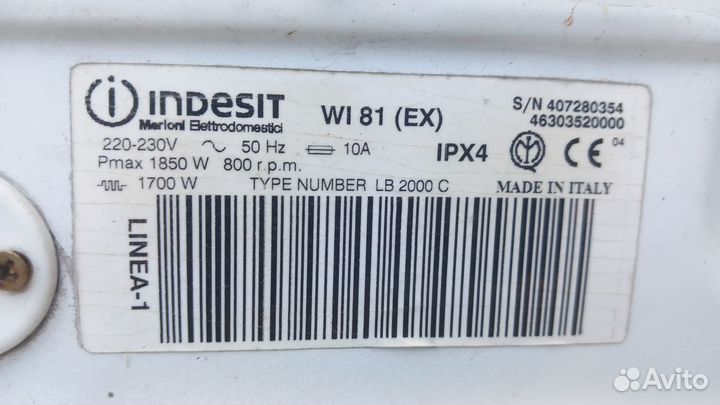 indesit WI 81 (EX) S/N 407280354
Merloni Elettrodomestici 46303520000
220-230V 50 Hz 10A IPX4 CE 04
Pmax 1850 W 800 r.p.m.
1700 W TYPE NUMBER LB 2000 C MADE IN ITALY
LINEA-1
Avito